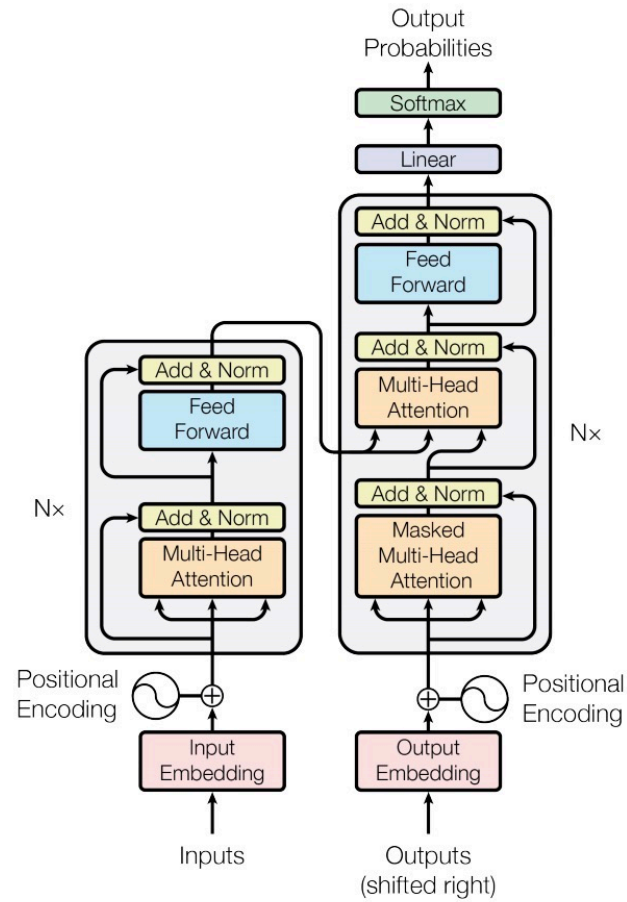 Output
Probabilities
Softmax
Linear
Add & Norm
Feed
Forward
Add & Norm
Multi-Head
Attention
Add & Norm
Masked
Multi-Head
Attention
N×
Add & Norm
Feed
Forward
Add & Norm
Multi-Head
Attention
N×
Positional
Encoding
Positional
Encoding
Input
Embedding
Output
Embedding
Inputs
Outputs
(shifted right)